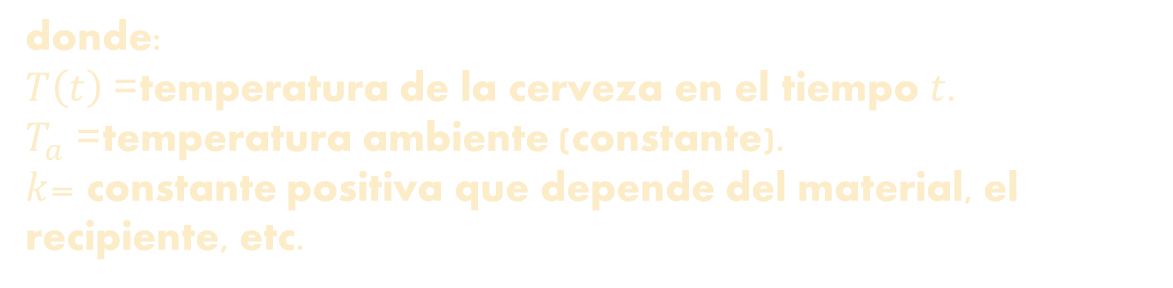 donde:
T(t) =temperatura de la cerveza en el tiempo t.
Tₐ =temperatura ambiente (constante).
k= constante positiva que depende del material, el
recipiente, etc.